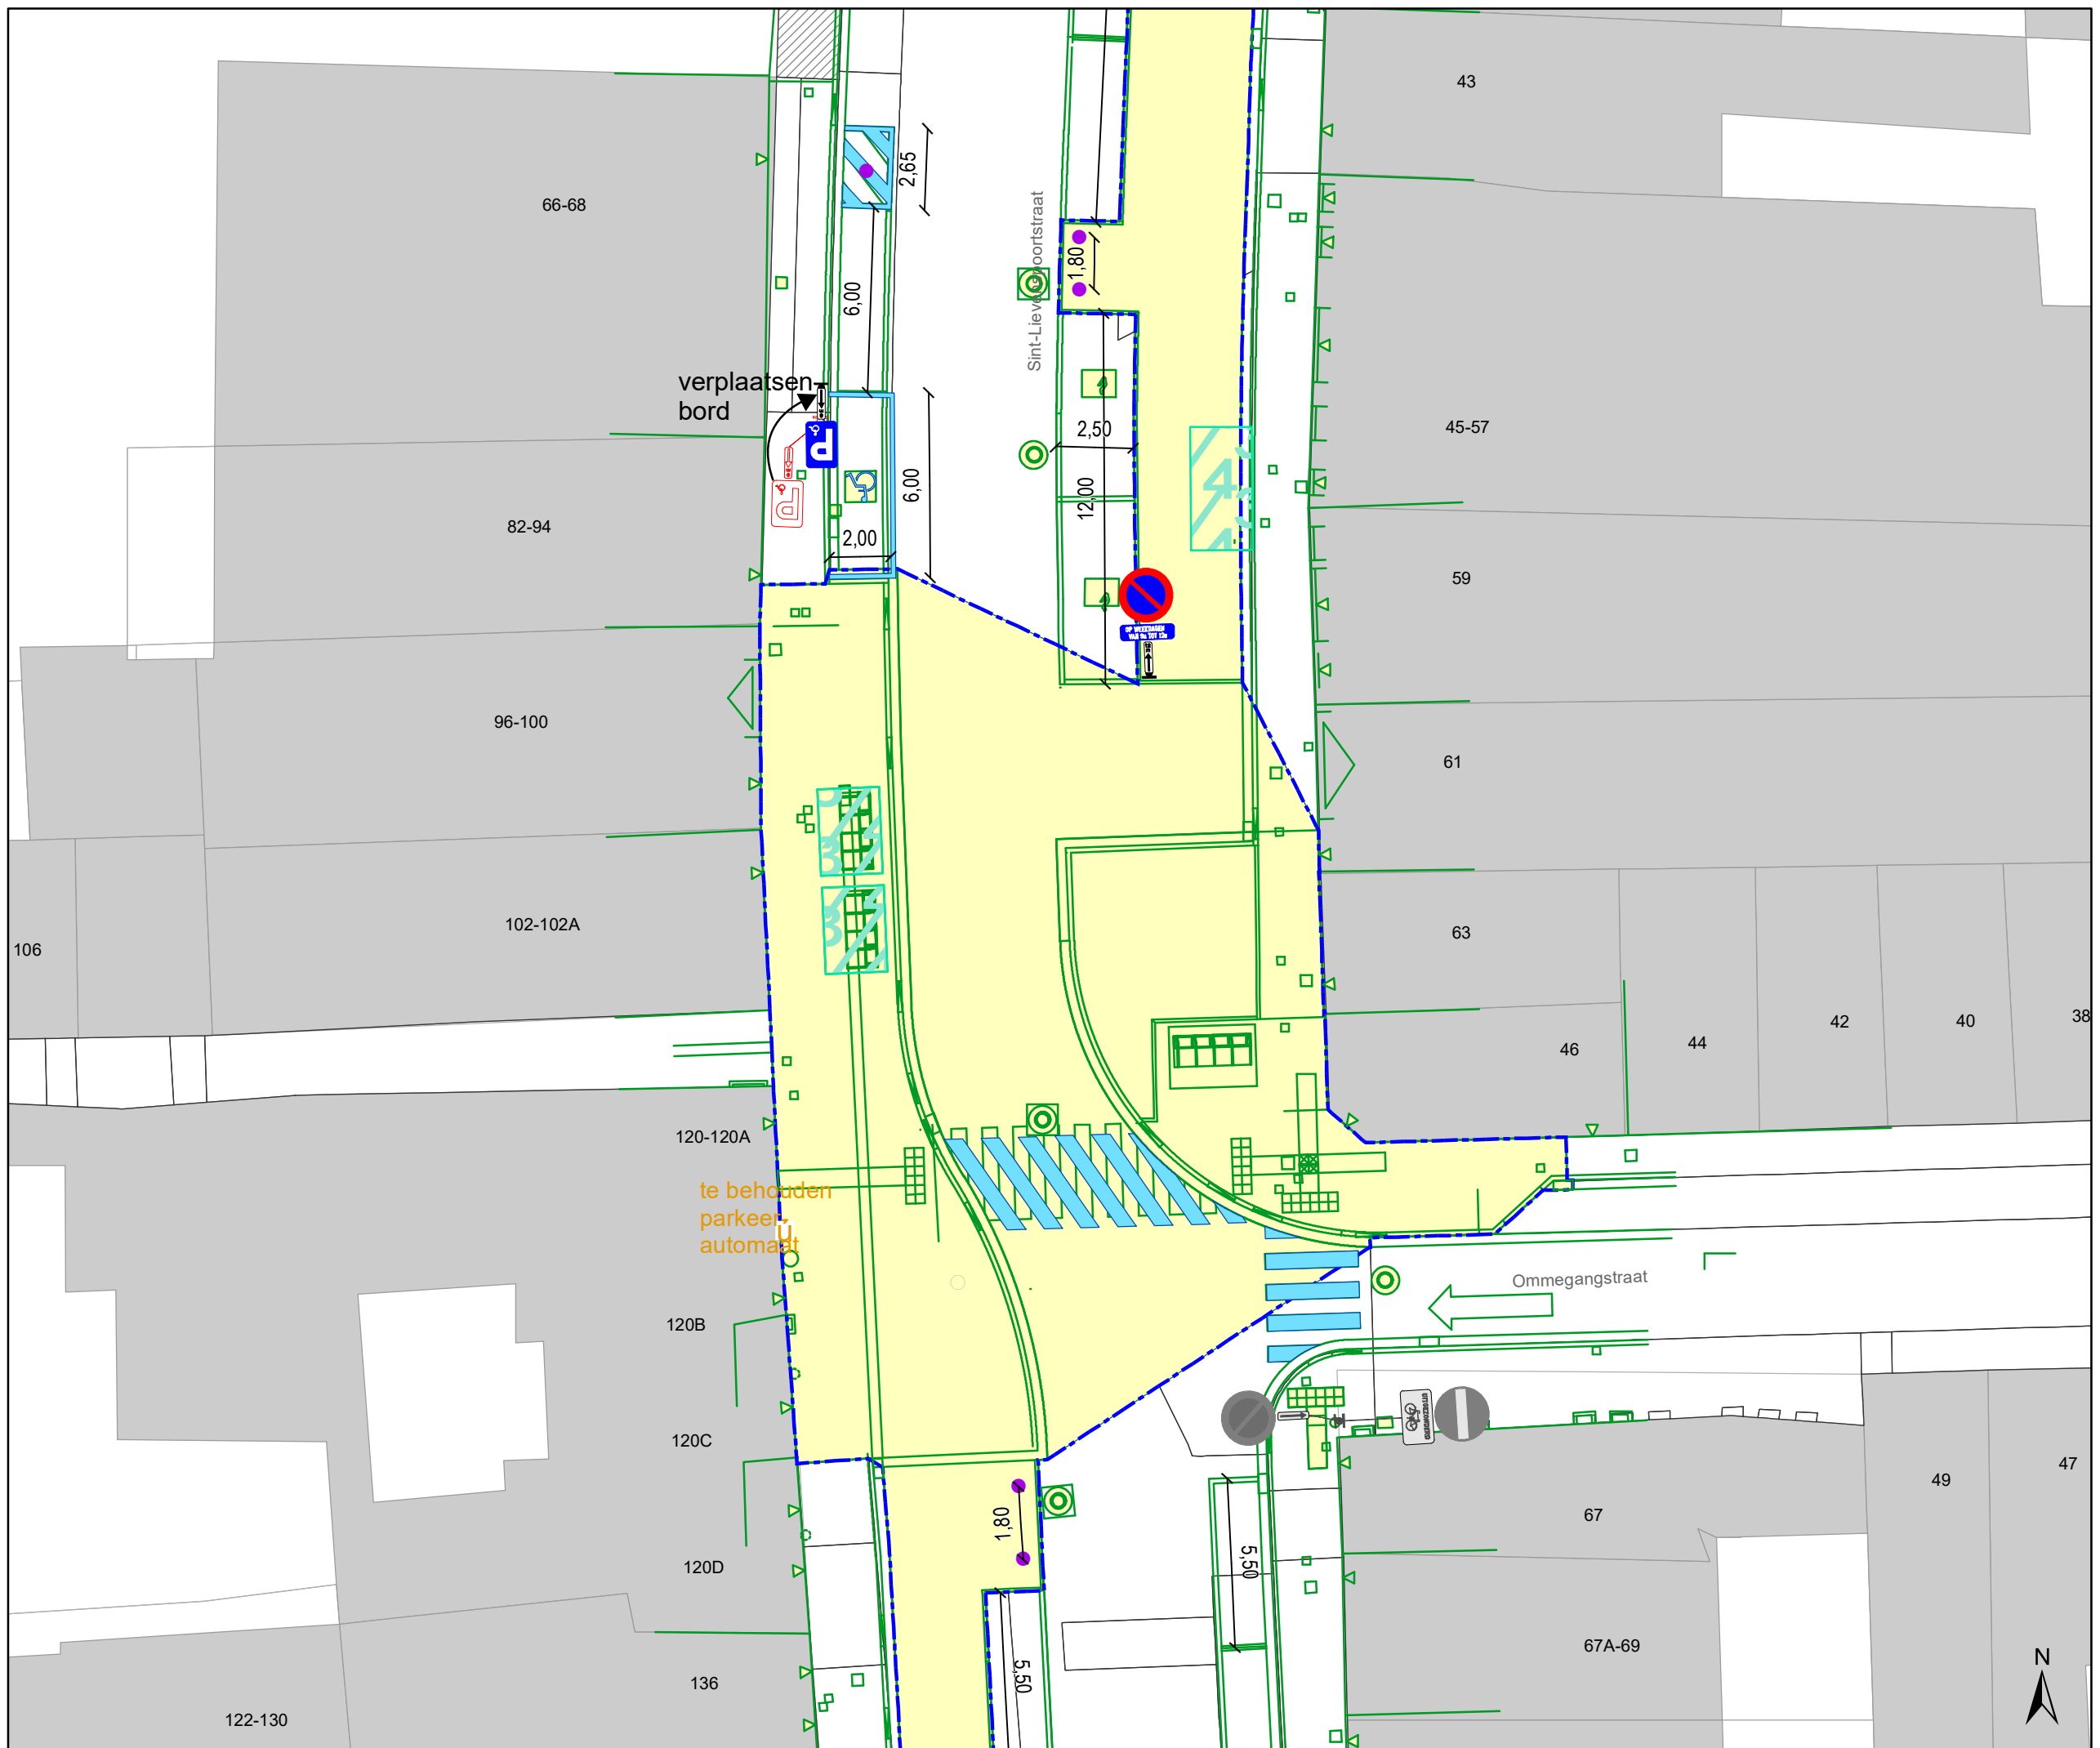 43
66-68
2,65
Sint-Lievenspoortstraat
1,80
6,00
verplaatsen
bord
P
P
2,50
45-57
6,00
12,00
82-94
2,00
59
OP WEEKDAGEN
96-100
61
102-102A
63
106
38
42
40
44
46
120-120A
te behouden
parkeer
automaat
Ommegangstraat
120B
120C
47
49
67
1,80
5,50
120D
67A-69
N
5,50
136
122-130